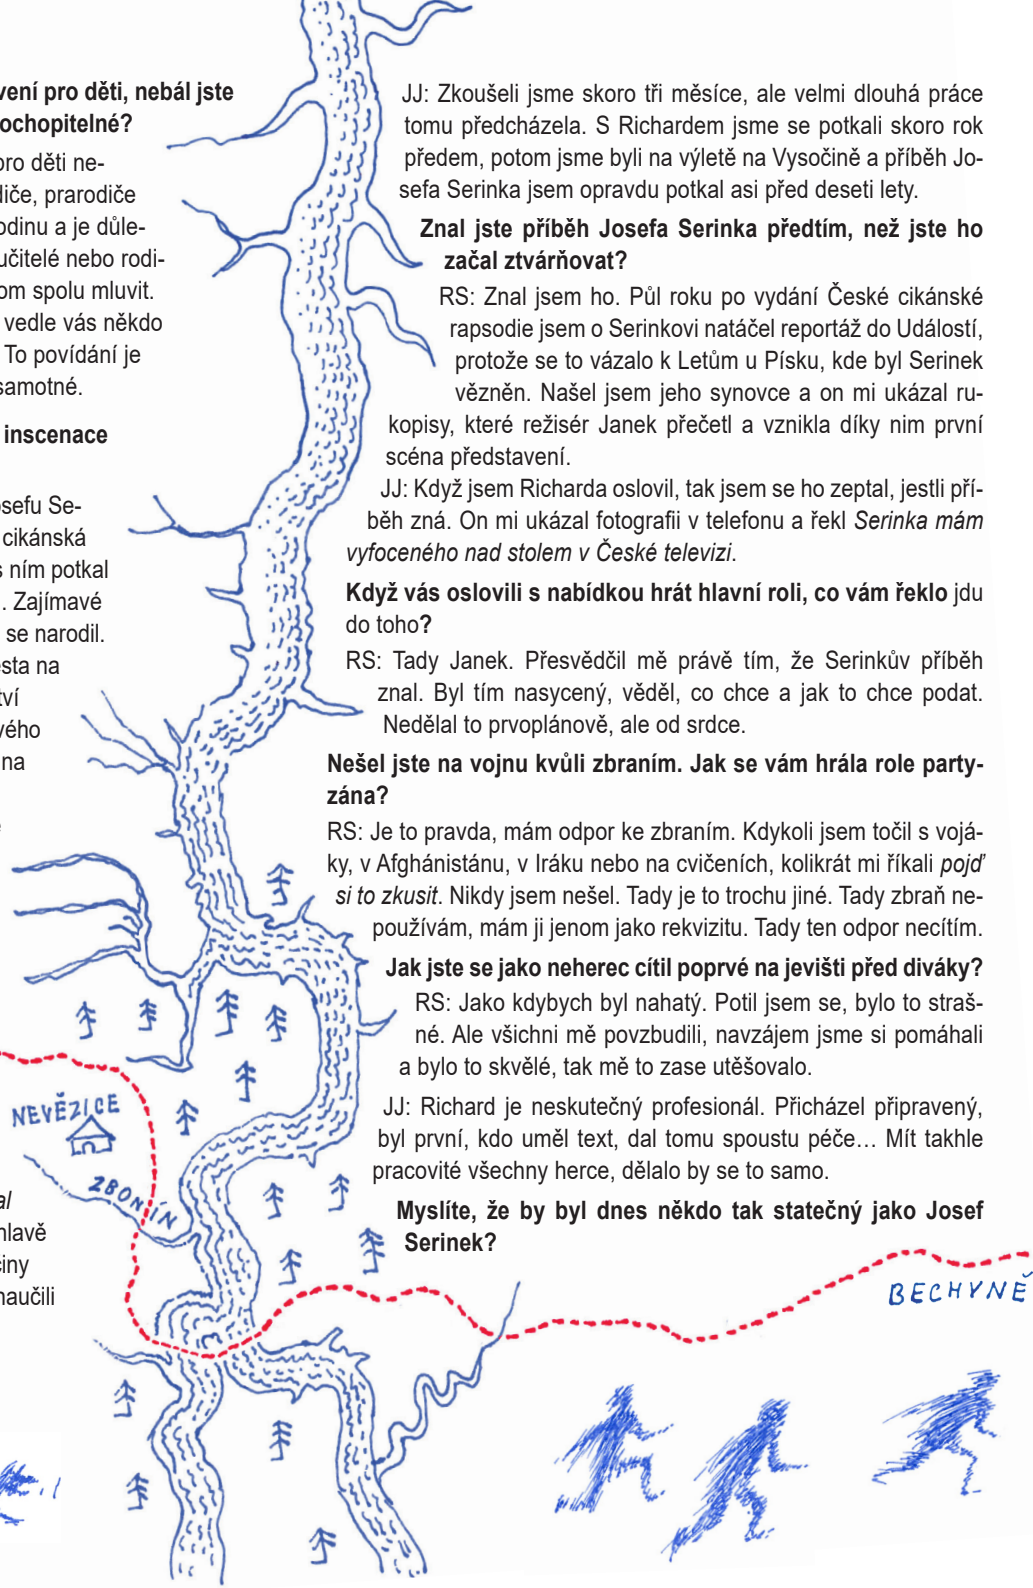 vení pro děti, nebál jste
ochopitelné?
pro děti ne-
diče, prarodiče
odinu a je důle-
učitelé nebo rodi-
om spolu mluvit.
vedle vás někdo
To povídání je
samotné.
inscenace
osefu Se-
cikánská
s ním potkal
. Zajímavé
se narodil.
esta na
tví
vého
na
al
hlavě
činy
naučili
JJ: Zkoušeli jsme skoro tři měsíce, ale velmi dlouhá práce
tomu předcházela. S Richardem jsme se potkali skoro rok
předem, potom jsme byli na výletě na Vysočině a příběh Jo-
sefa Serinka jsem opravdu potkal asi před deseti lety.
Znal jste příběh Josefa Serinka předtím, než jste ho
začal ztvárňovat?
RS: Znal jsem ho. Půl roku po vydání České cikánské
rapsodie jsem o Serinkovi natáčel reportáž do Událostí,
protože se to vázalo k Letům u Písku, kde byl Serinek
vězněn. Našel jsem jeho synovce a on mi ukázal ru-
kopisy, které režisér Janek přečetl a vznikla díky nim první
scéna představení.
JJ: Když jsem Richarda oslovil, tak jsem se ho zeptal, jestli pří-
běh zná. On mi ukázal fotografii v telefonu a řekl Serinka mám
vyfoceného nad stolem v České televizi.
Když vás oslovili s nabídkou hrát hlavní roli, co vám řeklo jdu
do toho?
RS: Tady Janek. Přesvědčil mě právě tím, že Serinkův příběh
znal. Byl tím nasycený, věděl, co chce a jak to chce podat.
Nedělal to prvoplánově, ale od srdce.
Nešel jste na vojnu kvůli zbraním. Jak se vám hrála role party-
zána?
RS: Je to pravda, mám odpor ke zbraním. Kdykoli jsem točil s vojá-
ky, v Afghánistánu, v Iráku nebo na cvičeních, kolikrát mi říkali pojď
si to zkusit. Nikdy jsem nešel. Tady je to trochu jiné. Tady zbraň ne-
používám, mám ji jenom jako rekvizitu. Tady ten odpor necítím.
Jak jste se jako neherec cítil poprvé na jevišti před diváky?
RS: Jako kdybych byl nahatý. Potil jsem se, bylo to straš-
né. Ale všichni mě povzbudili, navzájem jsme si pomáhali
a bylo to skvělé, tak mě to zase utěšovalo.
JJ: Richard je neskutečný profesionál. Přicházel připravený,
byl první, kdo uměl text, dal tomu spoustu péče… Mít takhle
pracovité všechny herce, dělalo by se to samo.
Myslíte, že by byl dnes někdo tak statečný jako Josef
Serinek?
NEVĚZICE
ZBONÍN
BECHYNĚ